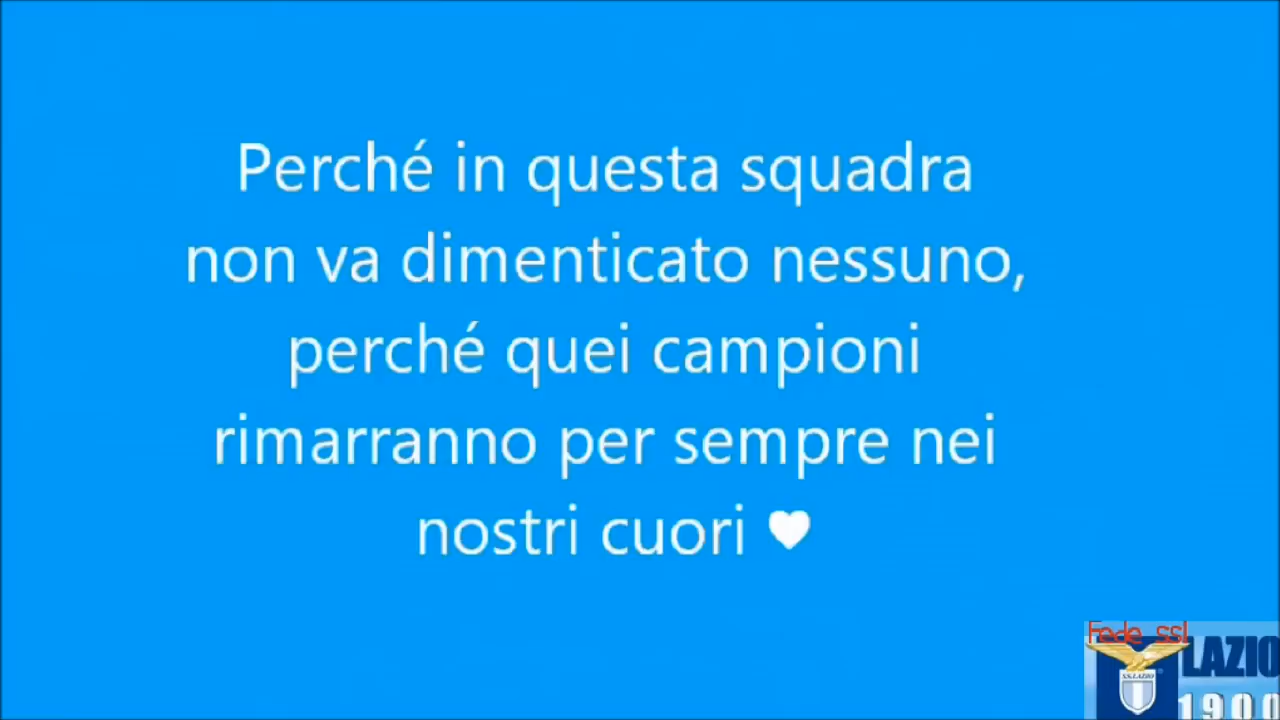 Perché in questa squadra
non va dimenticato nessuno,
perché quei campioni
rimarranno per sempre nei
nostri cuori ♥
Fede_ssl
LAZIO
S.S. LAZIO
1900